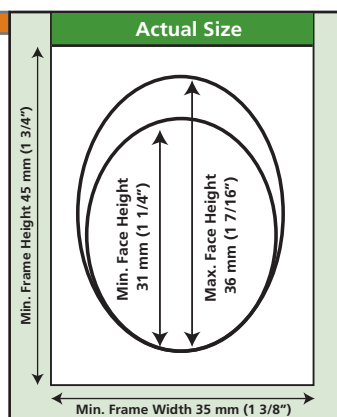 Actual Size
Min. Frame Height 45 mm (1 3/4”)
Min. Face Height
31 mm (1 1/4”)
Max. Face Height
36 mm (1 7/16”)
Min. Frame Width 35 mm (1 3/8”)